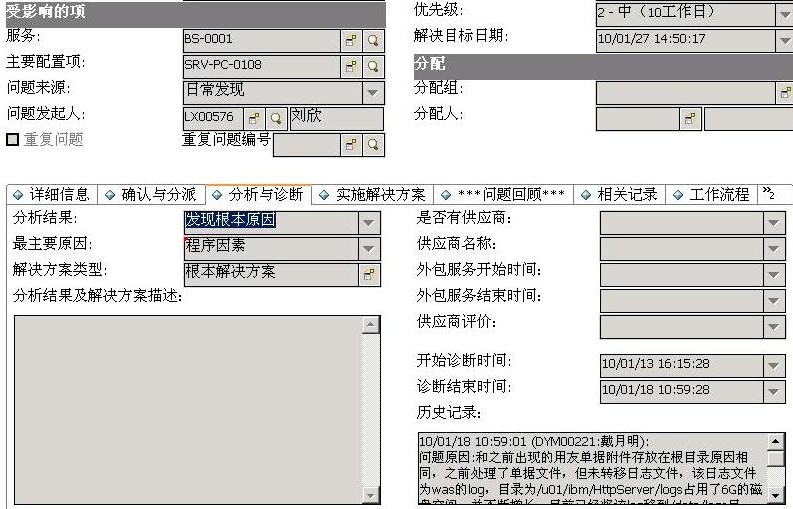 受影响的项
服务: BS-0001
主要配置项: SRV-PC-0108
问题来源: 日常发现
问题发起人: LX00576 刘欣
重复问题 重复问题编号
优先级: 2 - 中（10工作日）
解决目标日期: 10/01/27 14:50:17
分配
分配组:
分配人:
详细信息 确认与分派 分析与诊断 实施解决方案 ***问题回顾*** 相关记录 工作流程 »2
分析结果: 发现根本原因
最主要原因: 程序因素
解决方案类型: 根本解决方案
分析结果及解决方案描述:
是否有供应商:
供应商名称:
外包服务开始时间:
外包服务结束时间:
供应商评价:
开始诊断时间: 10/01/13 16:15:28
诊断结束时间: 10/01/18 10:59:28
历史记录:
10/01/18 10:59:01 (DYM00221:戴月明):
问题原因:和之前出现的用友单据附件存放在根目录原因相
同，之前处理了单据文件，但未转移日志文件，该日志文件
为was的log，目录为/u01/ibm/HttpServer/logs占用了6G的磁